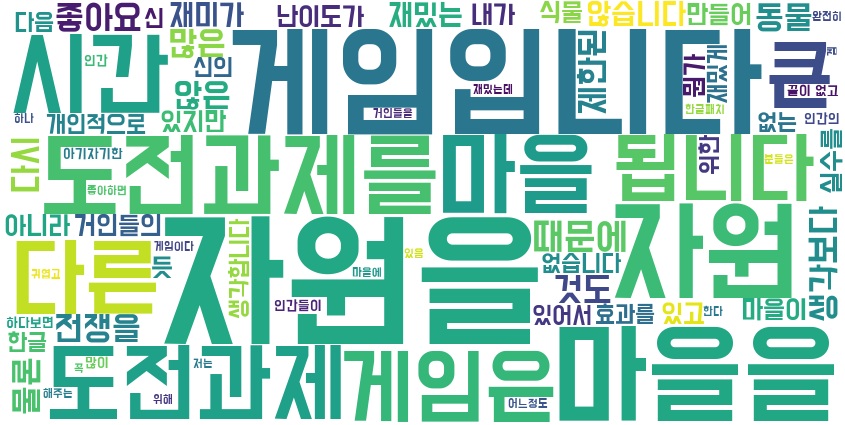 다음
좋아요
신
재미가
난이도가
재밌는
내가
식물
않습니다
만들어
동물
완전히
시간
인간
많은
신의
않은
게임입니다
재밌는데
제한된
뭔가
재밌게
큰
끝이 없고
하나
개인적으로
있지만
거인들을
한글패치
없는
인간의
다시
아기자기한
좋아하면
도전과제를
마을
됩니다
위한
분들은
실수를
아니라
거인들의
게임이다
다른
귀엽고
듯
생각합니다
자원을
마을에
있음
때문에
없습니다
자원
생각보다
것도
인간들이
있어서
효과를
있고
한다
마을이
하다보면
전쟁을
한글
물론
꼭
많이
해주는
도전과제
위해
저는
게임은
어느정도
마을을